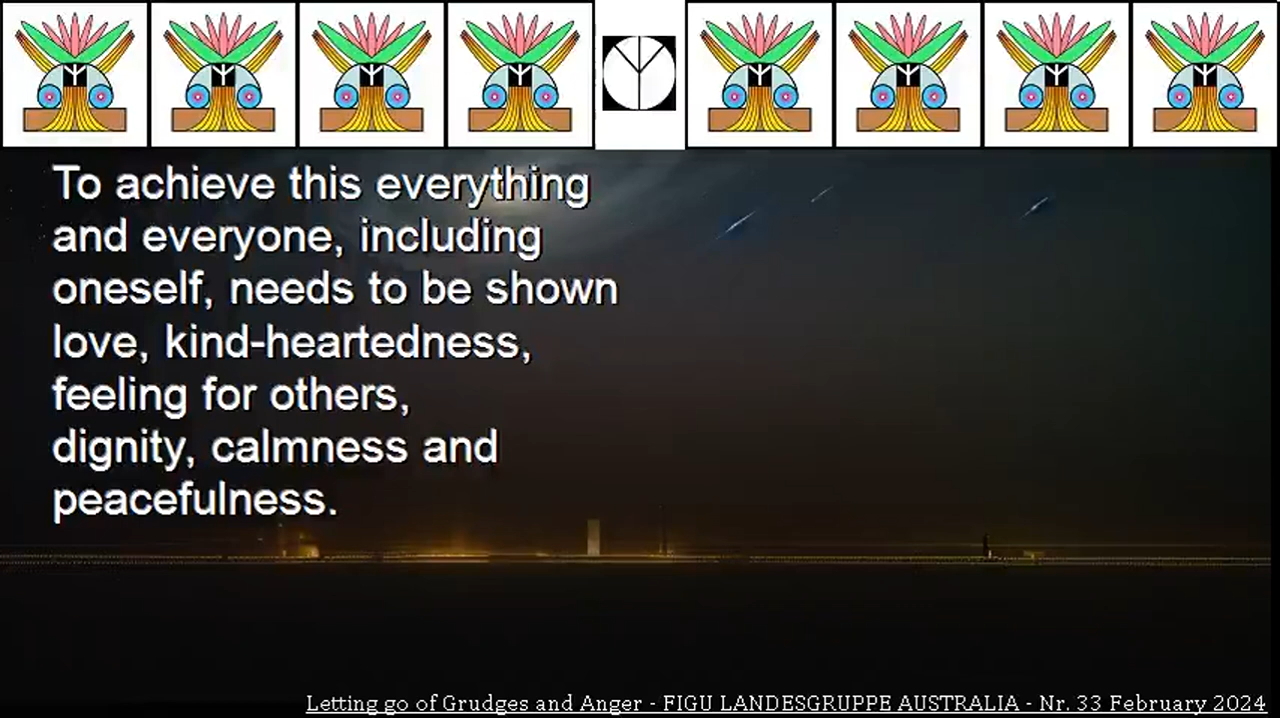 To achieve this everything
and everyone, including
oneself, needs to be shown
love, kind-heartedness,
feeling for others,
dignity, calmness and
peacefulness.
Letting go of Grudges and Anger - FIGU LANDESGRUPPE AUSTRALIA - Nr. 33 February 2024